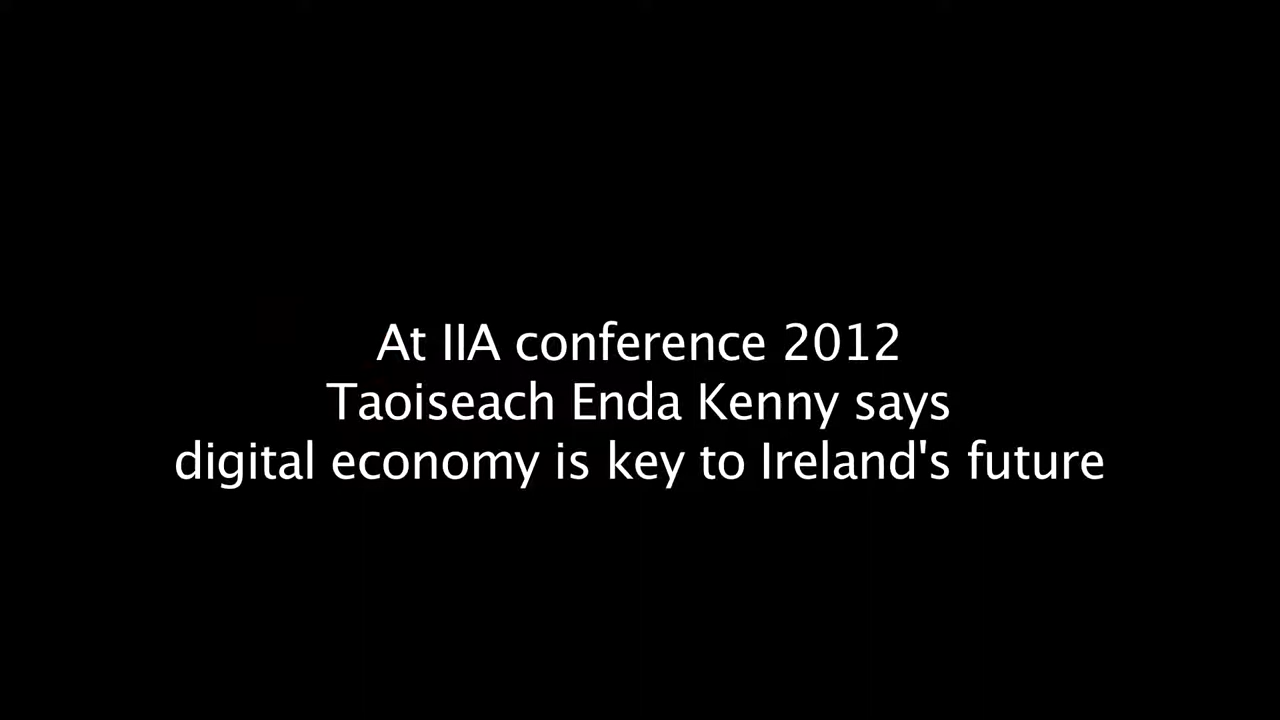 At IIA conference 2012
Taoiseach Enda Kenny says
digital economy is key to Ireland's future